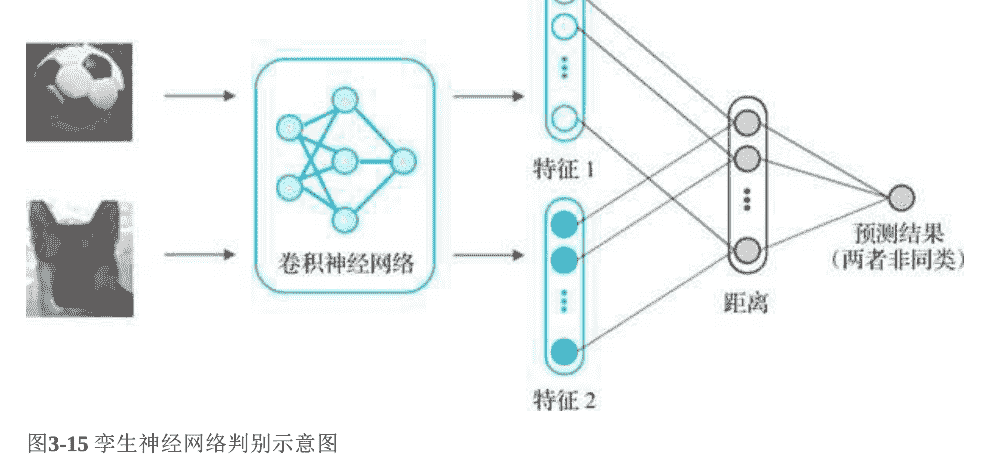 特征 1
卷积神经网络
预测结果
(两者非同类)
距离
特征 2
图3-15 孪生神经网络判别示意图